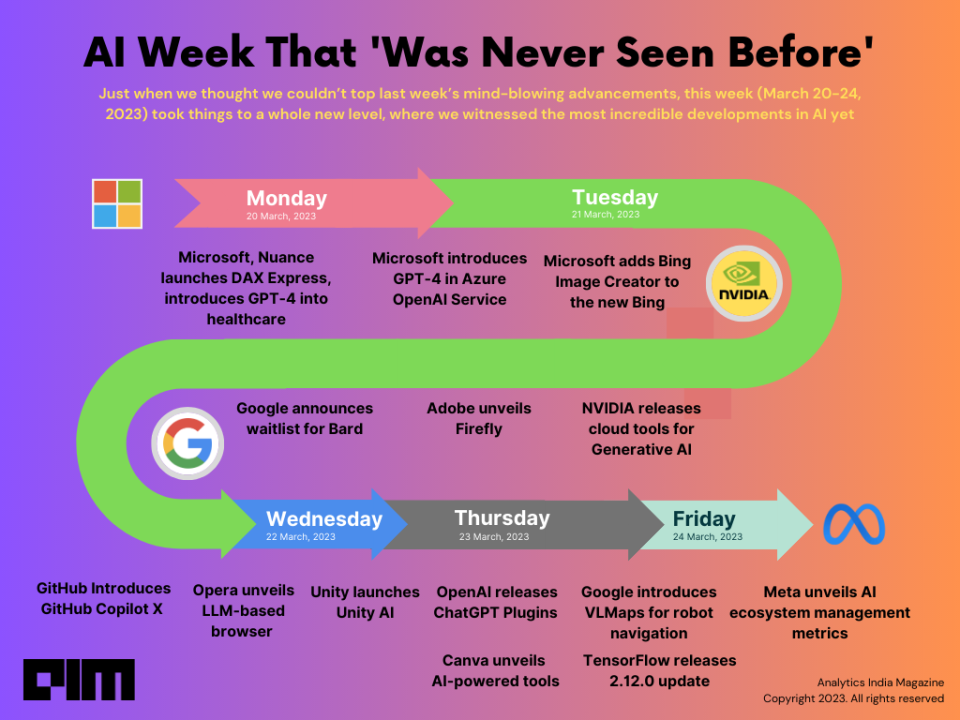 AI Week That 'Was Never Seen Before'
Just when we thought we couldn't top last week's mind-blowing advancements, this week (March 20-24,
2023) took things to a whole new level, where we witnessed the most incredible developments in AI yet
Monday
20 March, 2023
Tuesday
21 March, 2023
Microsoft, Nuance
launches DAX Express,
introduces GPT-4 into
healthcare
Microsoft introduces
GPT-4 in Azure
OpenAI Service
Microsoft adds Bing
Image Creator to
the new Bing
NVIDIA.
Google announces
waitlist for Bard
Adobe unveils
Firefly
NVIDIA releases
cloud tools for
Generative AI
Wednesday
22 March, 2023
Thursday
23 March, 2023
Friday
24 March, 2023
GitHub Introduces
GitHub Copilot X
Opera unveils
LLM-based
browser
Unity launches
Unity AI
OpenAI releases
ChatGPT Plugins
Google introduces
VLMaps for robot
navigation
Meta unveils AI
ecosystem management
metrics
Canva unveils
AI-powered tools
TensorFlow releases
2.12.0 update
AIM
Analytics India Magazine
Copyright 2023. All rights reserved